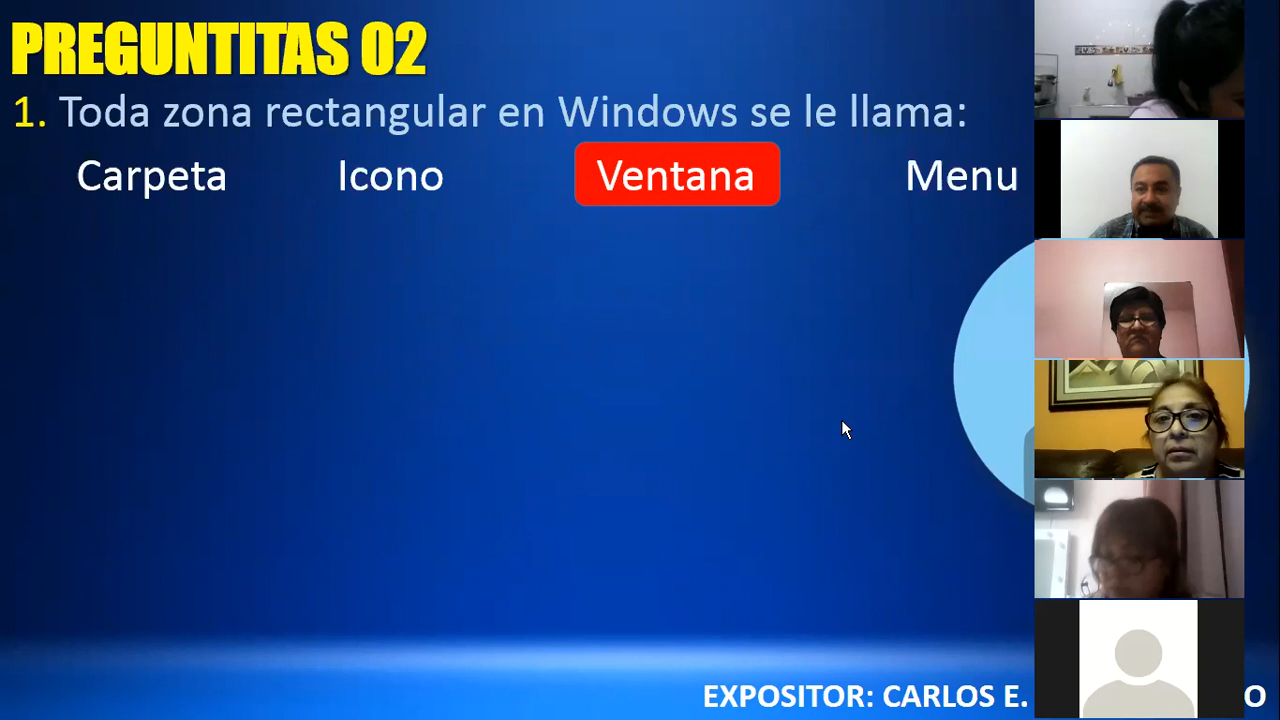 PREGUNTITAS 02
1. Toda zona rectangular en Windows se le llama:
Carpeta Icono Ventana Menu
EXPOSITOR: CARLOS E.